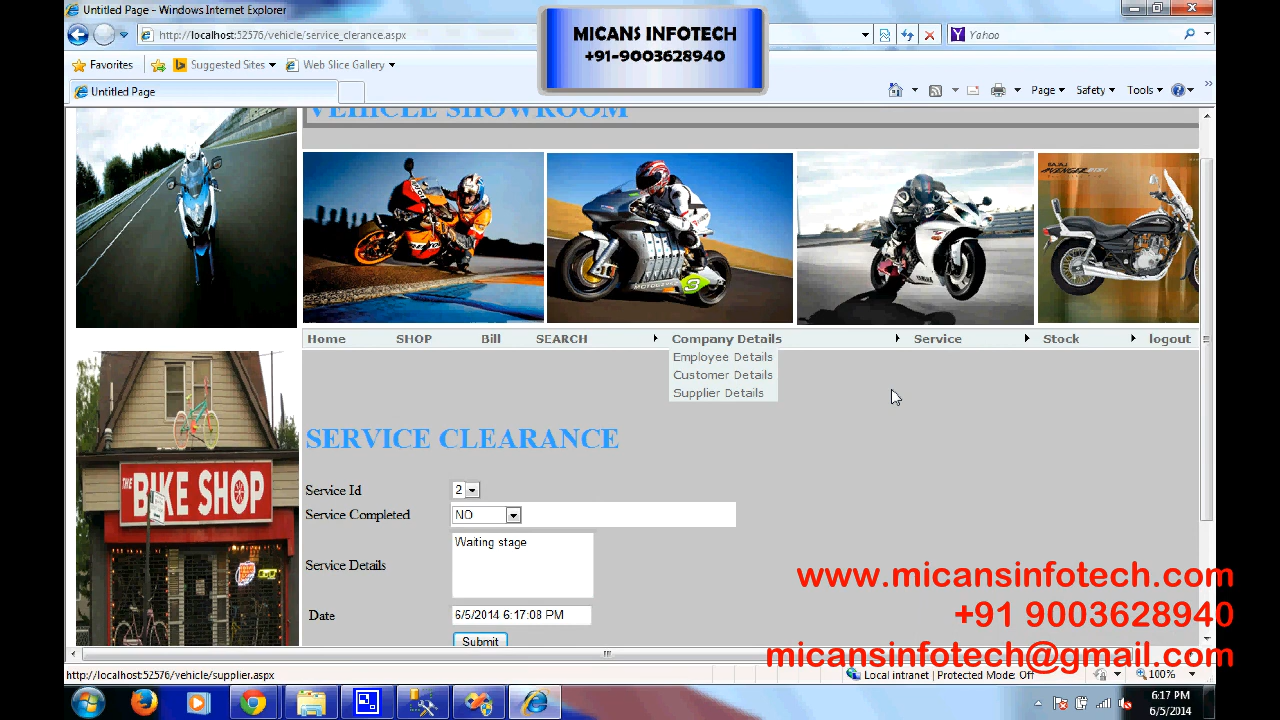 Untitled Page - Windows Internet Explorer
MICANS INFOTECH
+91-9003628940
http://localhost:52576/vehicle/service_clerance.aspx
Yahoo
Favorites
Suggested Sites
Web Slice Gallery
Untitled Page
Page
Safety
Tools
VEHICLE SHOWROOM
BAJAJ
AVENGER
Home
SHOP
Bill
SEARCH
Company Details
Service
Stock
logout
Employee Details
Customer Details
Supplier Details
SERVICE CLEARANCE
THE BIKE SHOP
Service Id
2
Service Completed
NO
Service Details
Waiting stage
Date
6/5/2014 6:17:08 PM
Submit
www.micansinfotech.com
+91 9003628940
micansinfotech@gmail.com
http://localhost:52576/vehicle/supplier.aspx
Local intranet | Protected Mode: Off
100%
6:17 PM
6/5/2014